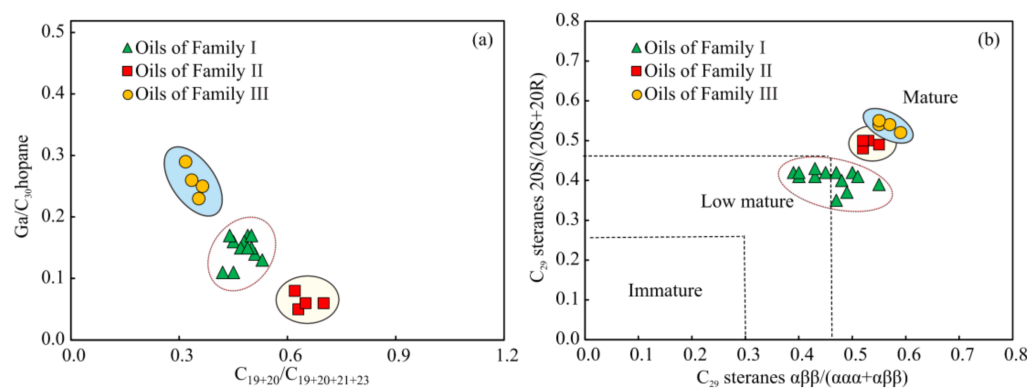 (a)
Oils of Family I
Oils of Family II
Oils of Family III
Ga/C₃₀hopane
0.5
0.4
0.3
0.2
0.1
0.0
0.0 0.3 0.6 0.9 1.2
C₁₉₊₂₀/C₁₉₊₂₀₊₂₁₊₂₃
(b)
Oils of Family I
Oils of Family II
Oils of Family III
Mature
Low mature
Immature
C₂₉ steranes 20S/(20S+20R)
0.8
0.7
0.6
0.5
0.4
0.3
0.2
0.1
0.0
0.0 0.1 0.2 0.3 0.4 0.5 0.6 0.7 0.8
C₂₉ steranes αββ/(ααα+αββ)